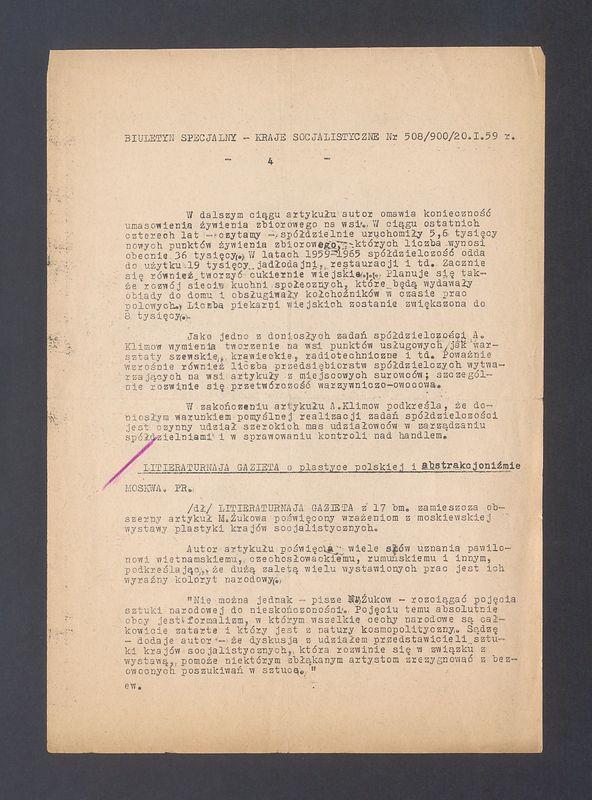 BIULETYN SPECJALNY - KRAJE SOCJALISTYCZNE Nr 508/900/20.I.59 r.
- 4 -
W dalszym ciągu artykułu autor omawia konieczność
umasowienia żywienia zbiorowego na wsi. W ciągu ostatnich
czterech lat - czytamy - spółdzielnie uruchomiły 5,6 tysięcy
nowych punktów żywienia zbiorowego, - których liczba wynosi
obecnie 36 tysięcy. W latach 1959-1965 spółdzielczość odda
do użytku 19 tysięcy jadłodajni, restauracji i td. Zacznie
się również tworzyć cukiernie wiejskie... Planuje się tak-
że rozwój sieci kuchni społecznych, które będą wydawały
obiady do domu i obsługiwały kołchoźników w czasie prac
polowych. Liczba piekarni wiejskich zostanie zwiększona do
8 tysięcy.
Jako jedno z doniosłych zadań spółdzielczości A.
Klimow wymienia tworzenie na wsi punktów usługowych/jak war-
sztaty szewskie, krawieckie, radiotechniczne i td. Poważnie
wzrośnie również liczba przedsiębiorstw spółdzielczych wytwa-
rzających na wsi artykuły z miejscowych surowców; szczegól-
nie rozwinie się przetwórczość warzywniczo-owocowa.
W zakończeniu artykułu A.Klimow podkreśla, że do-
niosłym warunkiem pomyślnej realizacji zadań spółdzielczości
jest czynny udział szerokich mas udziałowców w zarządzaniu
spółdzielniami i w sprawowaniu kontroli nad handlem.
LITIERATURNAJA GAZIETA o plastyce polskiej i abstrakcjoniźmie
MOSKWA. PR.
/dł/ LITIERATURNAJA GAZIETA z 17 bm. zamieszcza ob-
szerny artykuł M.Żukowa poświęcony wrażeniom z moskiewskiej
wystawy plastyki krajów socjalistycznych.
Autor artykułu poświęcia wiele słów uznania pawilo-
nowi wietnamskiemu, czechosłowackiemu, rumuńskiemu i innym,
podkreślając, że dużą zaletą wielu wystawionych prac jest ich
wyraźny koloryt narodowy.
"Nie można jednak - pisze M.Żukow - rozciągać pojęcia
sztuki narodowej do nieskończoności. Pojęciu temu absolutnie
obcy jest formalizm, w którym wszelkie cechy narodowe są cał-
kowicie zatarte i który jest z natury kosmopolityczny. Sądzę
- dodaje autor - że dyskusja z udziałem przedstawicieli sztu-
ki krajów socjalistycznych, która rozwinie się w związku z
wystawą, pomoże niektórym zbłąkanym artystom zrezygnować z bez-
owocnych poszukiwań w sztuce."
ew.